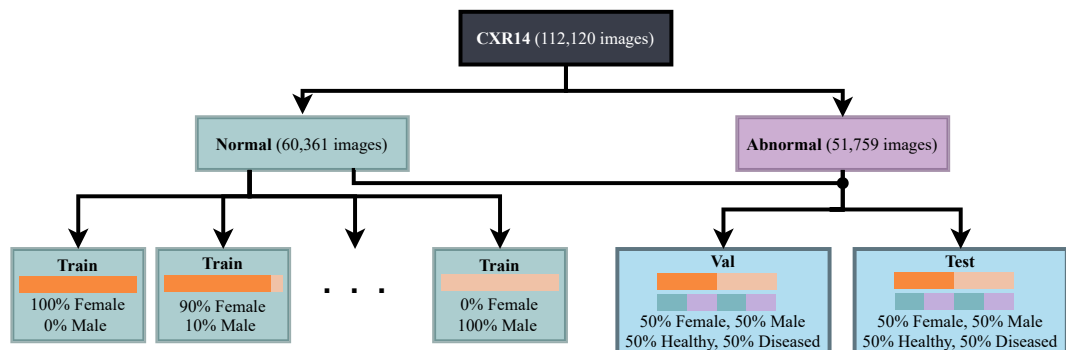 CXR14 (112,120 images)
Normal (60,361 images)
Abnormal (51,759 images)
Train
100% Female
0% Male
Train
90% Female
10% Male
. . .
Train
0% Female
100% Male
Val
50% Female, 50% Male
50% Healthy, 50% Diseased
Test
50% Female, 50% Male
50% Healthy, 50% Diseased